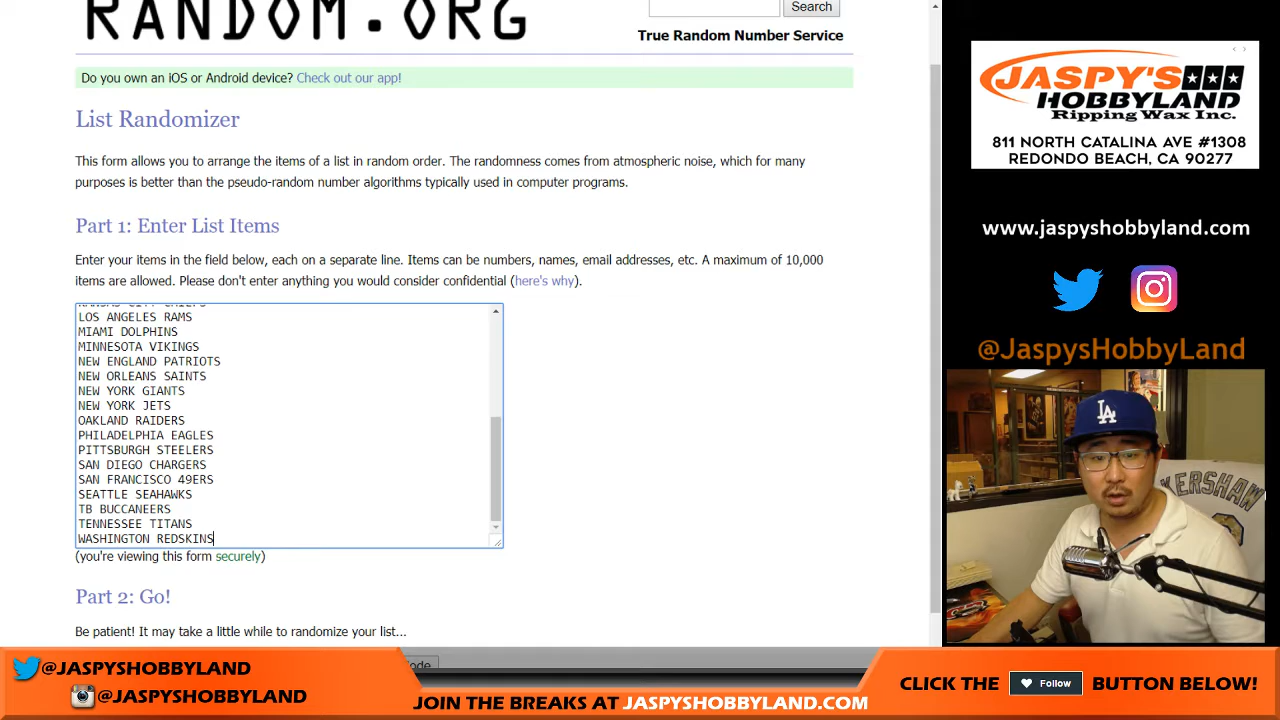 RANDOM.ORG
Search
True Random Number Service
Do you own an iOS or Android device? Check out our app!
List Randomizer
This form allows you to arrange the items of a list in random order. The randomness comes from atmospheric noise, which for many
purposes is better than the pseudo-random number algorithms typically used in computer programs.
Part 1: Enter List Items
Enter your items in the field below, each on a separate line. Items can be numbers, names, email addresses, etc. A maximum of 10,000
items are allowed. Please don't enter anything you would consider confidential (here's why).
KANSAS CITY CHIEFS
LOS ANGELES RAMS
MIAMI DOLPHINS
MINNESOTA VIKINGS
NEW ENGLAND PATRIOTS
NEW ORLEANS SAINTS
NEW YORK GIANTS
NEW YORK JETS
OAKLAND RAIDERS
PHILADELPHIA EAGLES
PITTSBURGH STEELERS
SAN DIEGO CHARGERS
SAN FRANCISCO 49ERS
SEATTLE SEAHAWKS
TB BUCCANEERS
TENNESSEE TITANS
WASHINGTON REDSKINS
(you're viewing this form securely)
Part 2: Go!
Be patient! It may take a little while to randomize your list...
JASPY'S
HOBBYLAND
Ripping Wax Inc.
811 NORTH CATALINA AVE #1308
REDONDO BEACH, CA 90277
www.jaspyshobbyland.com
@JaspysHobbyLand
LA
KERSHAW
@JASPYSHOBBYLAND
@JASPYSHOBBYLAND
JOIN THE BREAKS AT JASPYSHOBBYLAND.COM
CLICK THE Follow BUTTON BELOW!